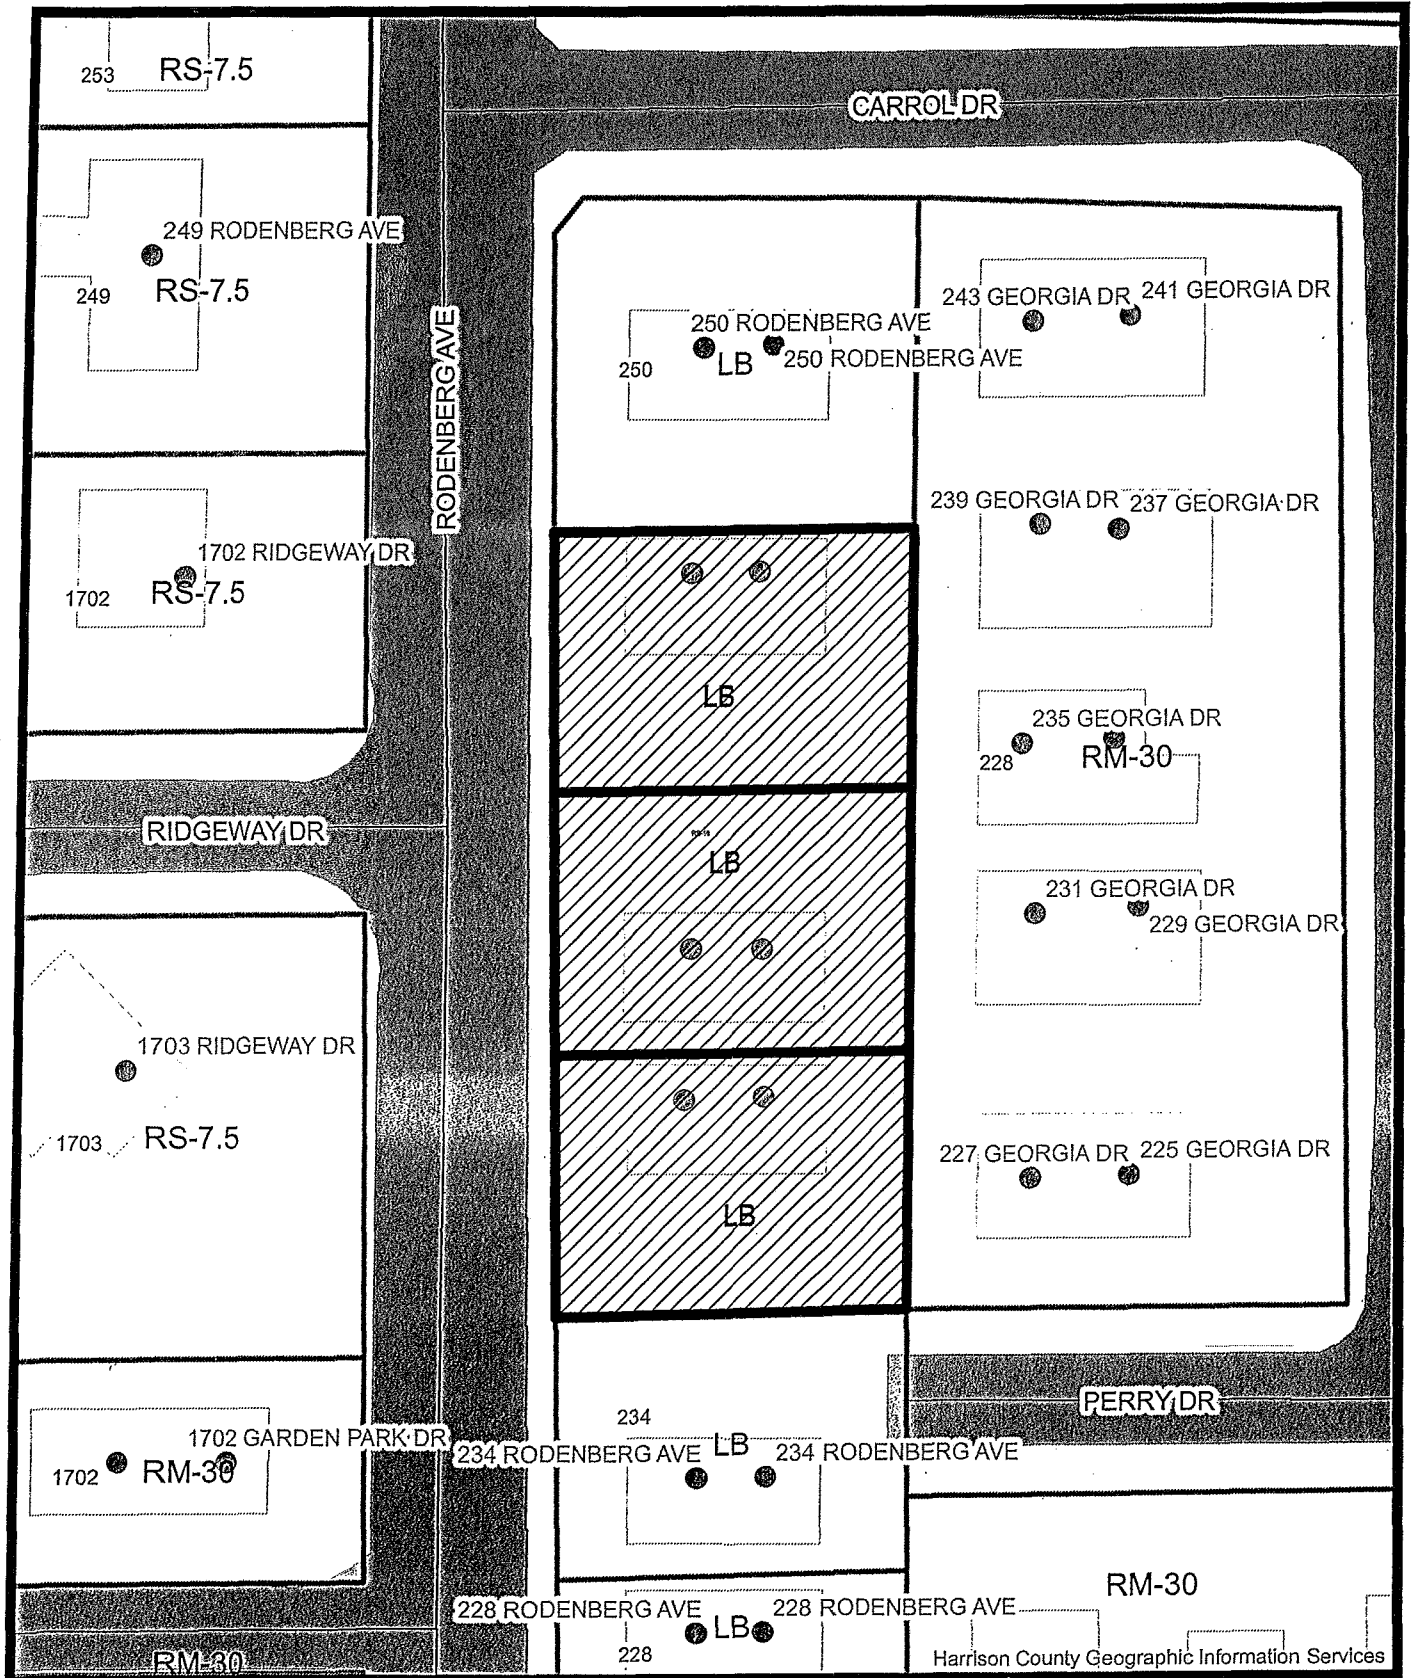 253
RS-7.5
CARROL DR
249 RODENBERG AVE
249
RS-7.5
RODENBERG AVE
250 RODENBERG AVE
250
LB
250 RODENBERG AVE
243 GEORGIA DR
241 GEORGIA DR
239 GEORGIA DR
237 GEORGIA DR
1702 RIDGEWAY DR
1702
RS-7.5
LB
235 GEORGIA DR
228
RM-30
RIDGEWAY DR
LB
231 GEORGIA DR
229 GEORGIA DR
1703 RIDGEWAY DR
1703
RS-7.5
227 GEORGIA DR
225 GEORGIA DR
LB
PERRY DR
234
LB
234 RODENBERG AVE
234 RODENBERG AVE
1702 GARDEN PARK DR
1702
RM-30
RM-30
228 RODENBERG AVE
228 RODENBERG AVE
LB
228
RM-30
Harrison County Geographic Information Services